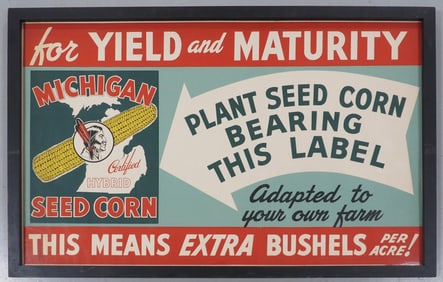 for YIELD and MATURITY
MICHIGAN
Certified
HYBRID
SEED CORN
PLANT SEED CORN
BEARING
THIS LABEL
Adapted to
your own farm
THIS MEANS EXTRA BUSHELS PER ACRE!